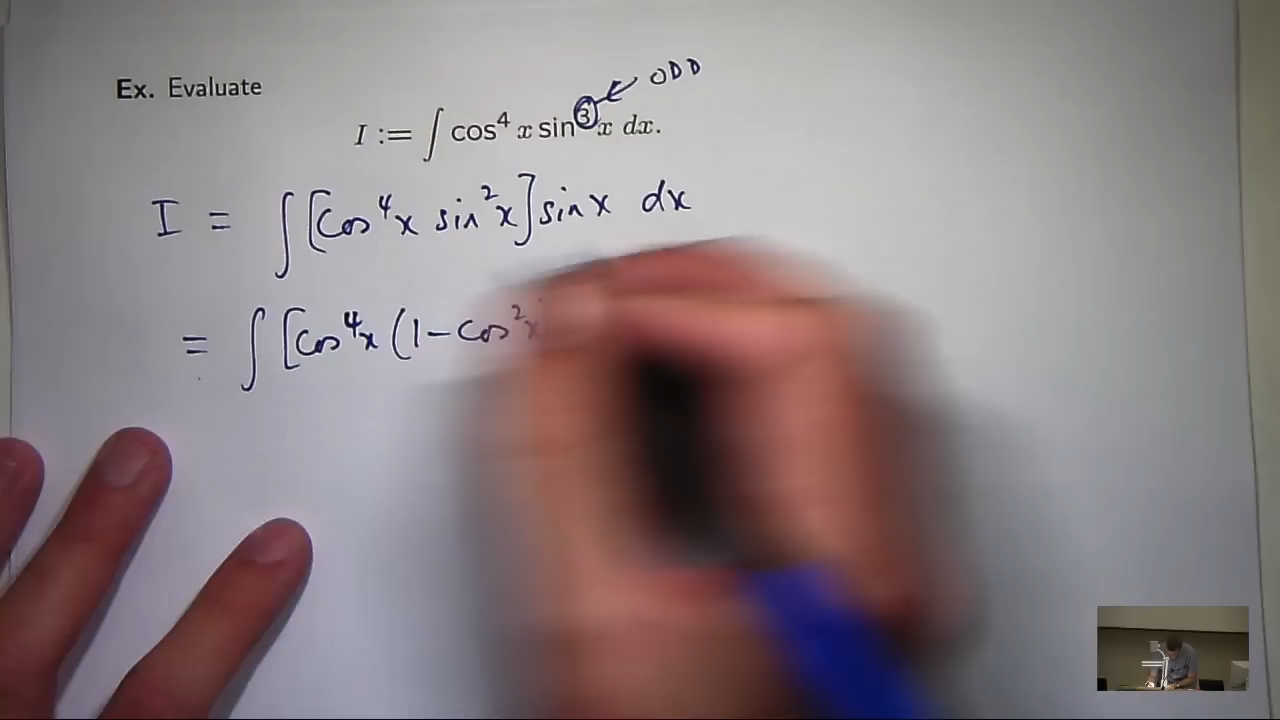 Ex. Evaluate
ODD
I := ∫ cos⁴ x sin³ x dx.
I = ∫ [cos⁴x sin²x] sin x dx
= ∫ [cos⁴x (1 - cos²x